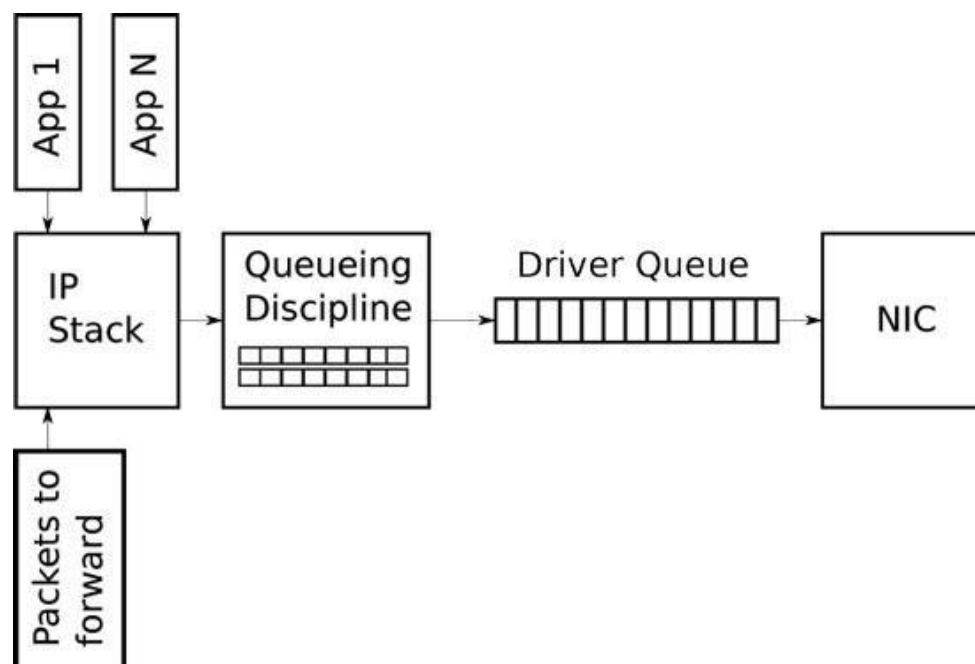 App 1
App N
IP
Stack
Queueing
Discipline
Driver Queue
NIC
Packets to
forward